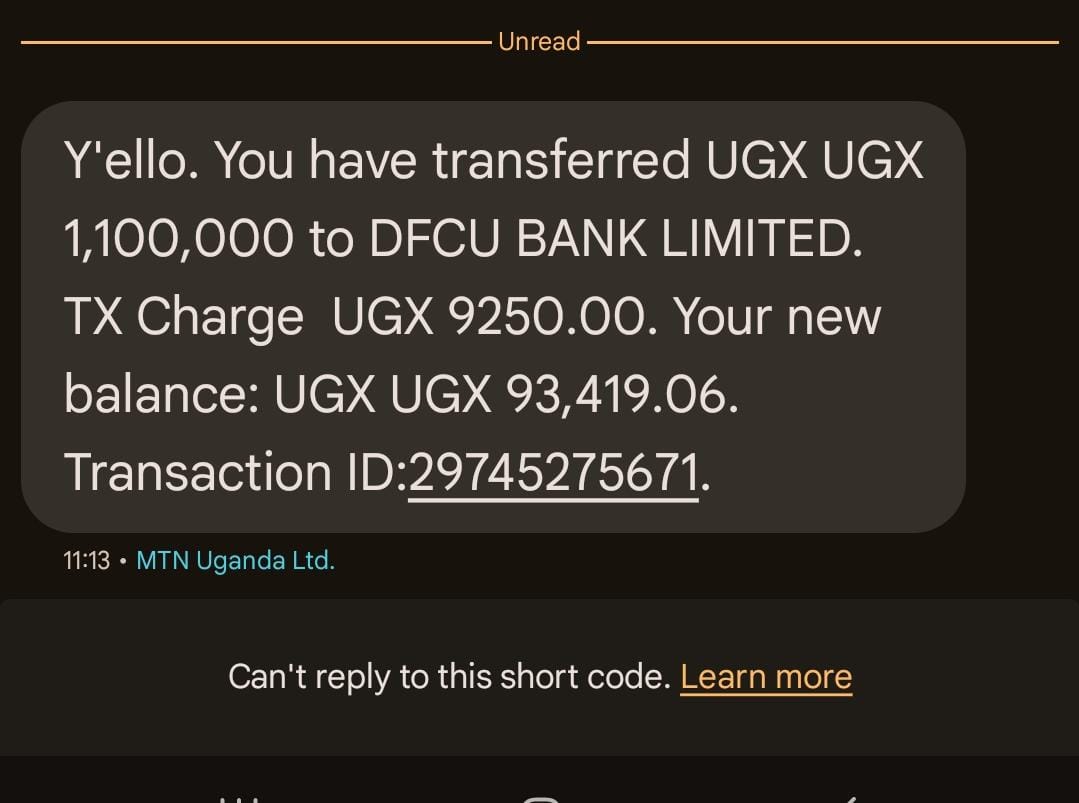 Unread
Y'ello. You have transferred UGX UGX
1,100,000 to DFCU BANK LIMITED.
TX Charge  UGX 9250.00. Your new
balance: UGX UGX 93,419.06.
Transaction ID:29745275671.
11:13 • MTN Uganda Ltd.
Can't reply to this short code. Learn more